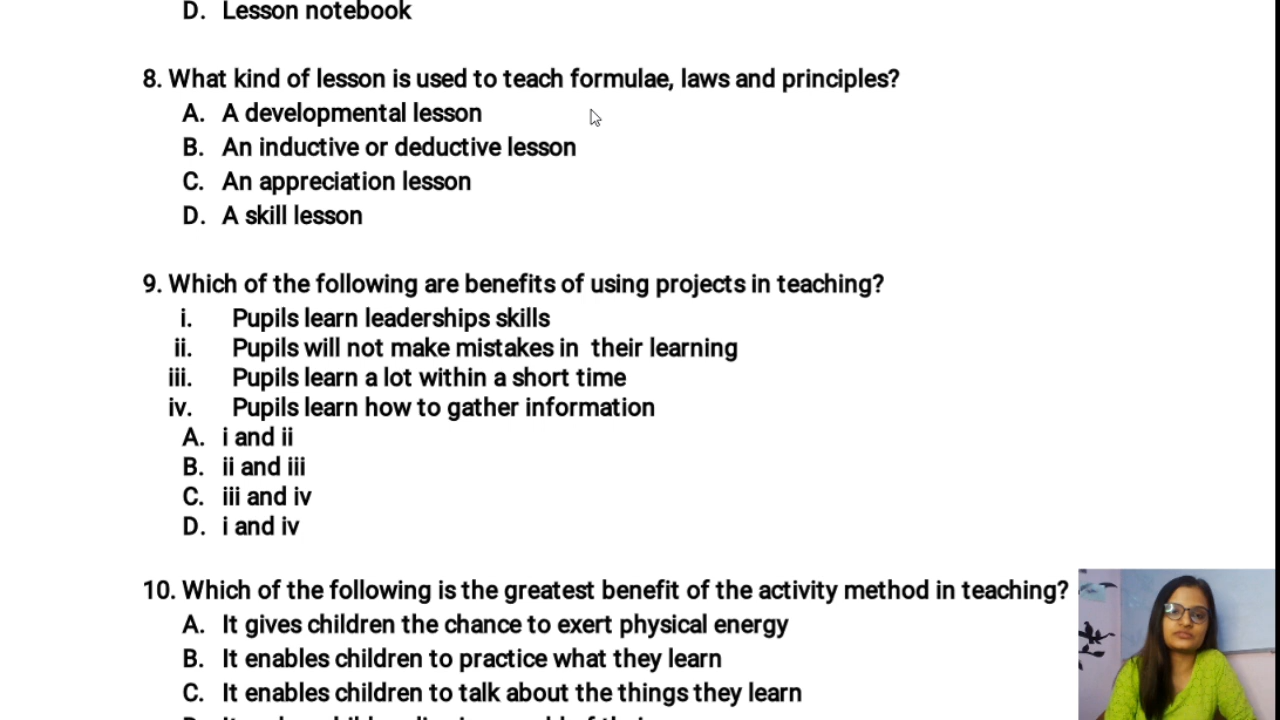 D. Lesson notebook
8. What kind of lesson is used to teach formulae, laws and principles?
A. A developmental lesson
B. An inductive or deductive lesson
C. An appreciation lesson
D. A skill lesson
9. Which of the following are benefits of using projects in teaching?
i. Pupils learn leaderships skills
ii. Pupils will not make mistakes in their learning
iii. Pupils learn a lot within a short time
iv. Pupils learn how to gather information
A. i and ii
B. ii and iii
C. iii and iv
D. i and iv
10. Which of the following is the greatest benefit of the activity method in teaching?
A. It gives children the chance to exert physical energy
B. It enables children to practice what they learn
C. It enables children to talk about the things they learn